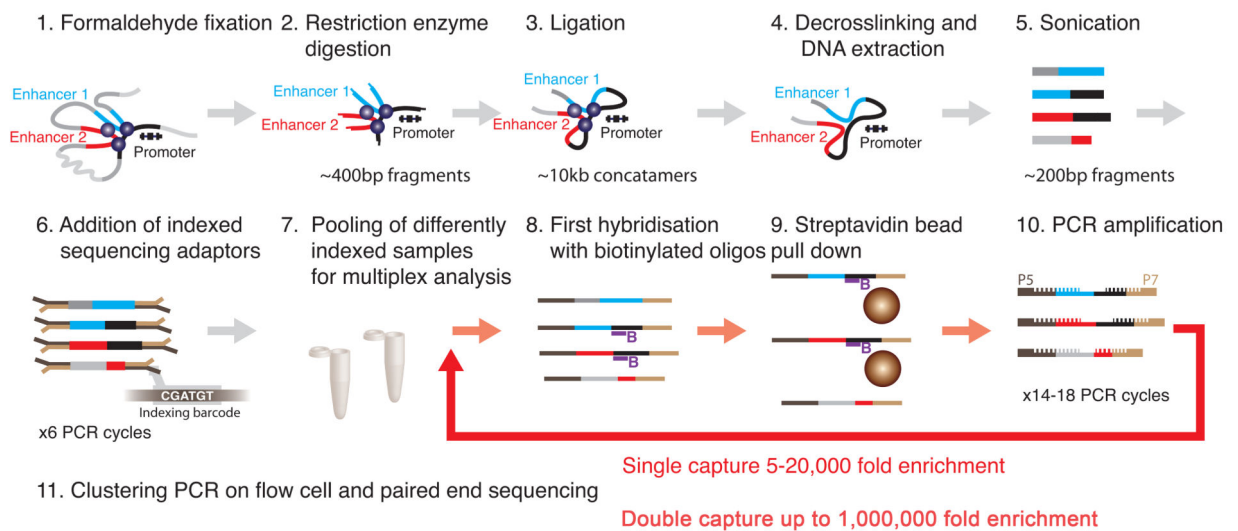 1. Formaldehyde fixation
2. Restriction enzyme
digestion
3. Ligation
4. Decrosslinking and
DNA extraction
5. Sonication
Enhancer 1
Enhancer 2
Promoter
Enhancer 1
Enhancer 2
Promoter
~400bp fragments
Enhancer 1
Enhancer 2
Promoter
~10kb concatamers
Enhancer 1
Enhancer 2
Promoter
~200bp fragments
6. Addition of indexed
sequencing adaptors
7. Pooling of differently
indexed samples
for multiplex analysis
8. First hybridisation
with biotinylated oligos
9. Streptavidin bead
pull down
10. PCR amplification
CGATGT
Indexing barcode
x6 PCR cycles
B
B
B
B
P5
P7
x14-18 PCR cycles
Single capture 5-20,000 fold enrichment
11. Clustering PCR on flow cell and paired end sequencing
Double capture up to 1,000,000 fold enrichment